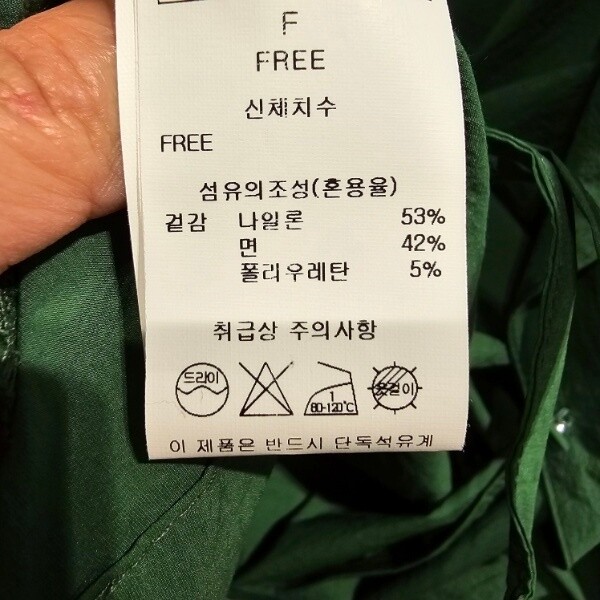 F
FREE
신체치수
FREE
섬유의조성(혼용율)
겉감 나일론 53%
면 42%
폴리우레탄 5%
취급상 주의사항
드라이
1
80-120℃
옷걸이
이 제품은 반드시 단독석유계